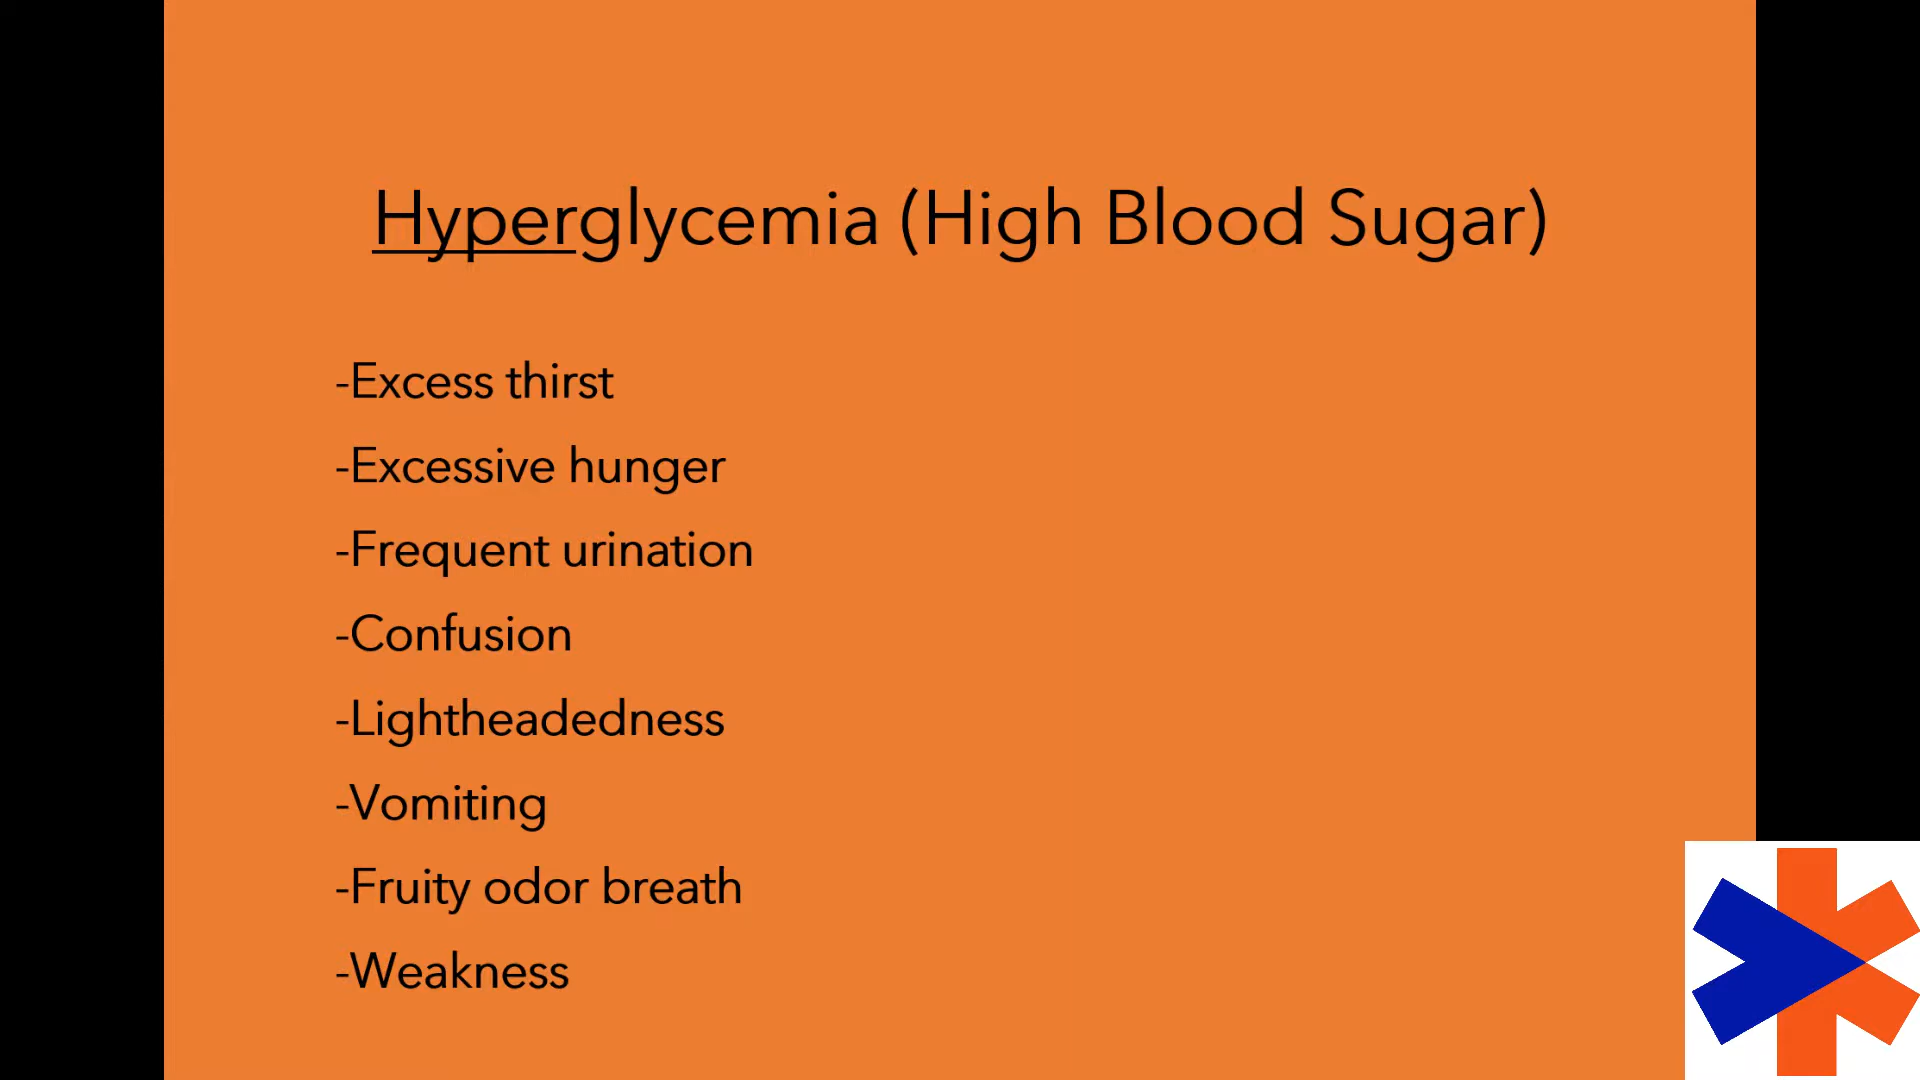 Hyperglycemia (High Blood Sugar)
-Excess thirst
-Excessive hunger
-Frequent urination
-Confusion
-Lightheadedness
-Vomiting
-Fruity odor breath
-Weakness